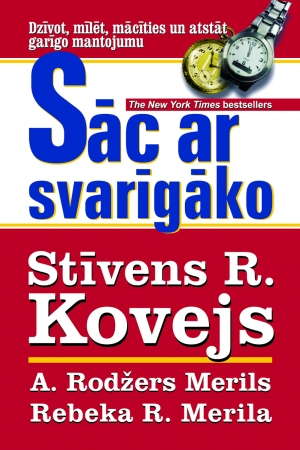 Dzīvot, mīlēt, mācīties un atstāt
garīgo mantojumu
The New York Times bestsellers
Sāc ar
svarīgāko
Stīvens R.
Kovejs
A. Rodžers Merils
Rebeka R. Merila